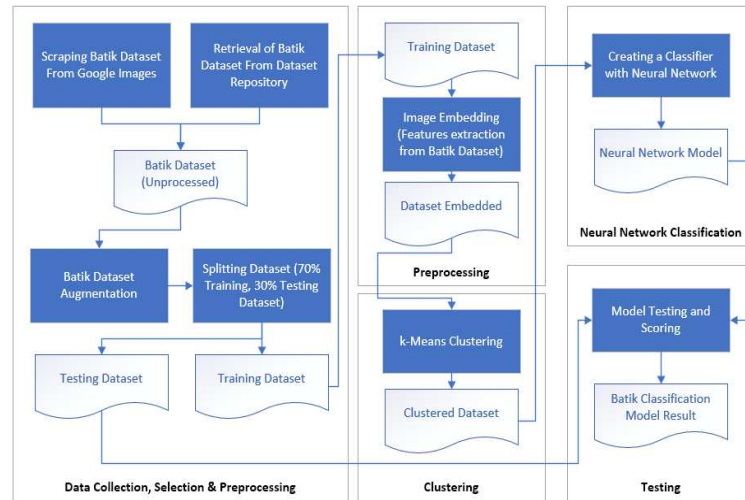 Scraping Batik Dataset
From Google Images
Retrieval of Batik
Dataset From Dataset
Repository
Batik Dataset
(Unprocessed)
Batik Dataset
Augmentation
Splitting Dataset (70%
Training, 30% Testing
Dataset)
Testing Dataset
Training Dataset
Data Collection, Selection & Preprocessing
Training Dataset
Image Embedding
(Features extraction
from Batik Dataset)
Dataset Embedded
Preprocessing
k-Means Clustering
Clustered Dataset
Clustering
Creating a Classifier
with Neural Network
Neural Network Model
Neural Network Classification
Model Testing and
Scoring
Batik Classification
Model Result
Testing